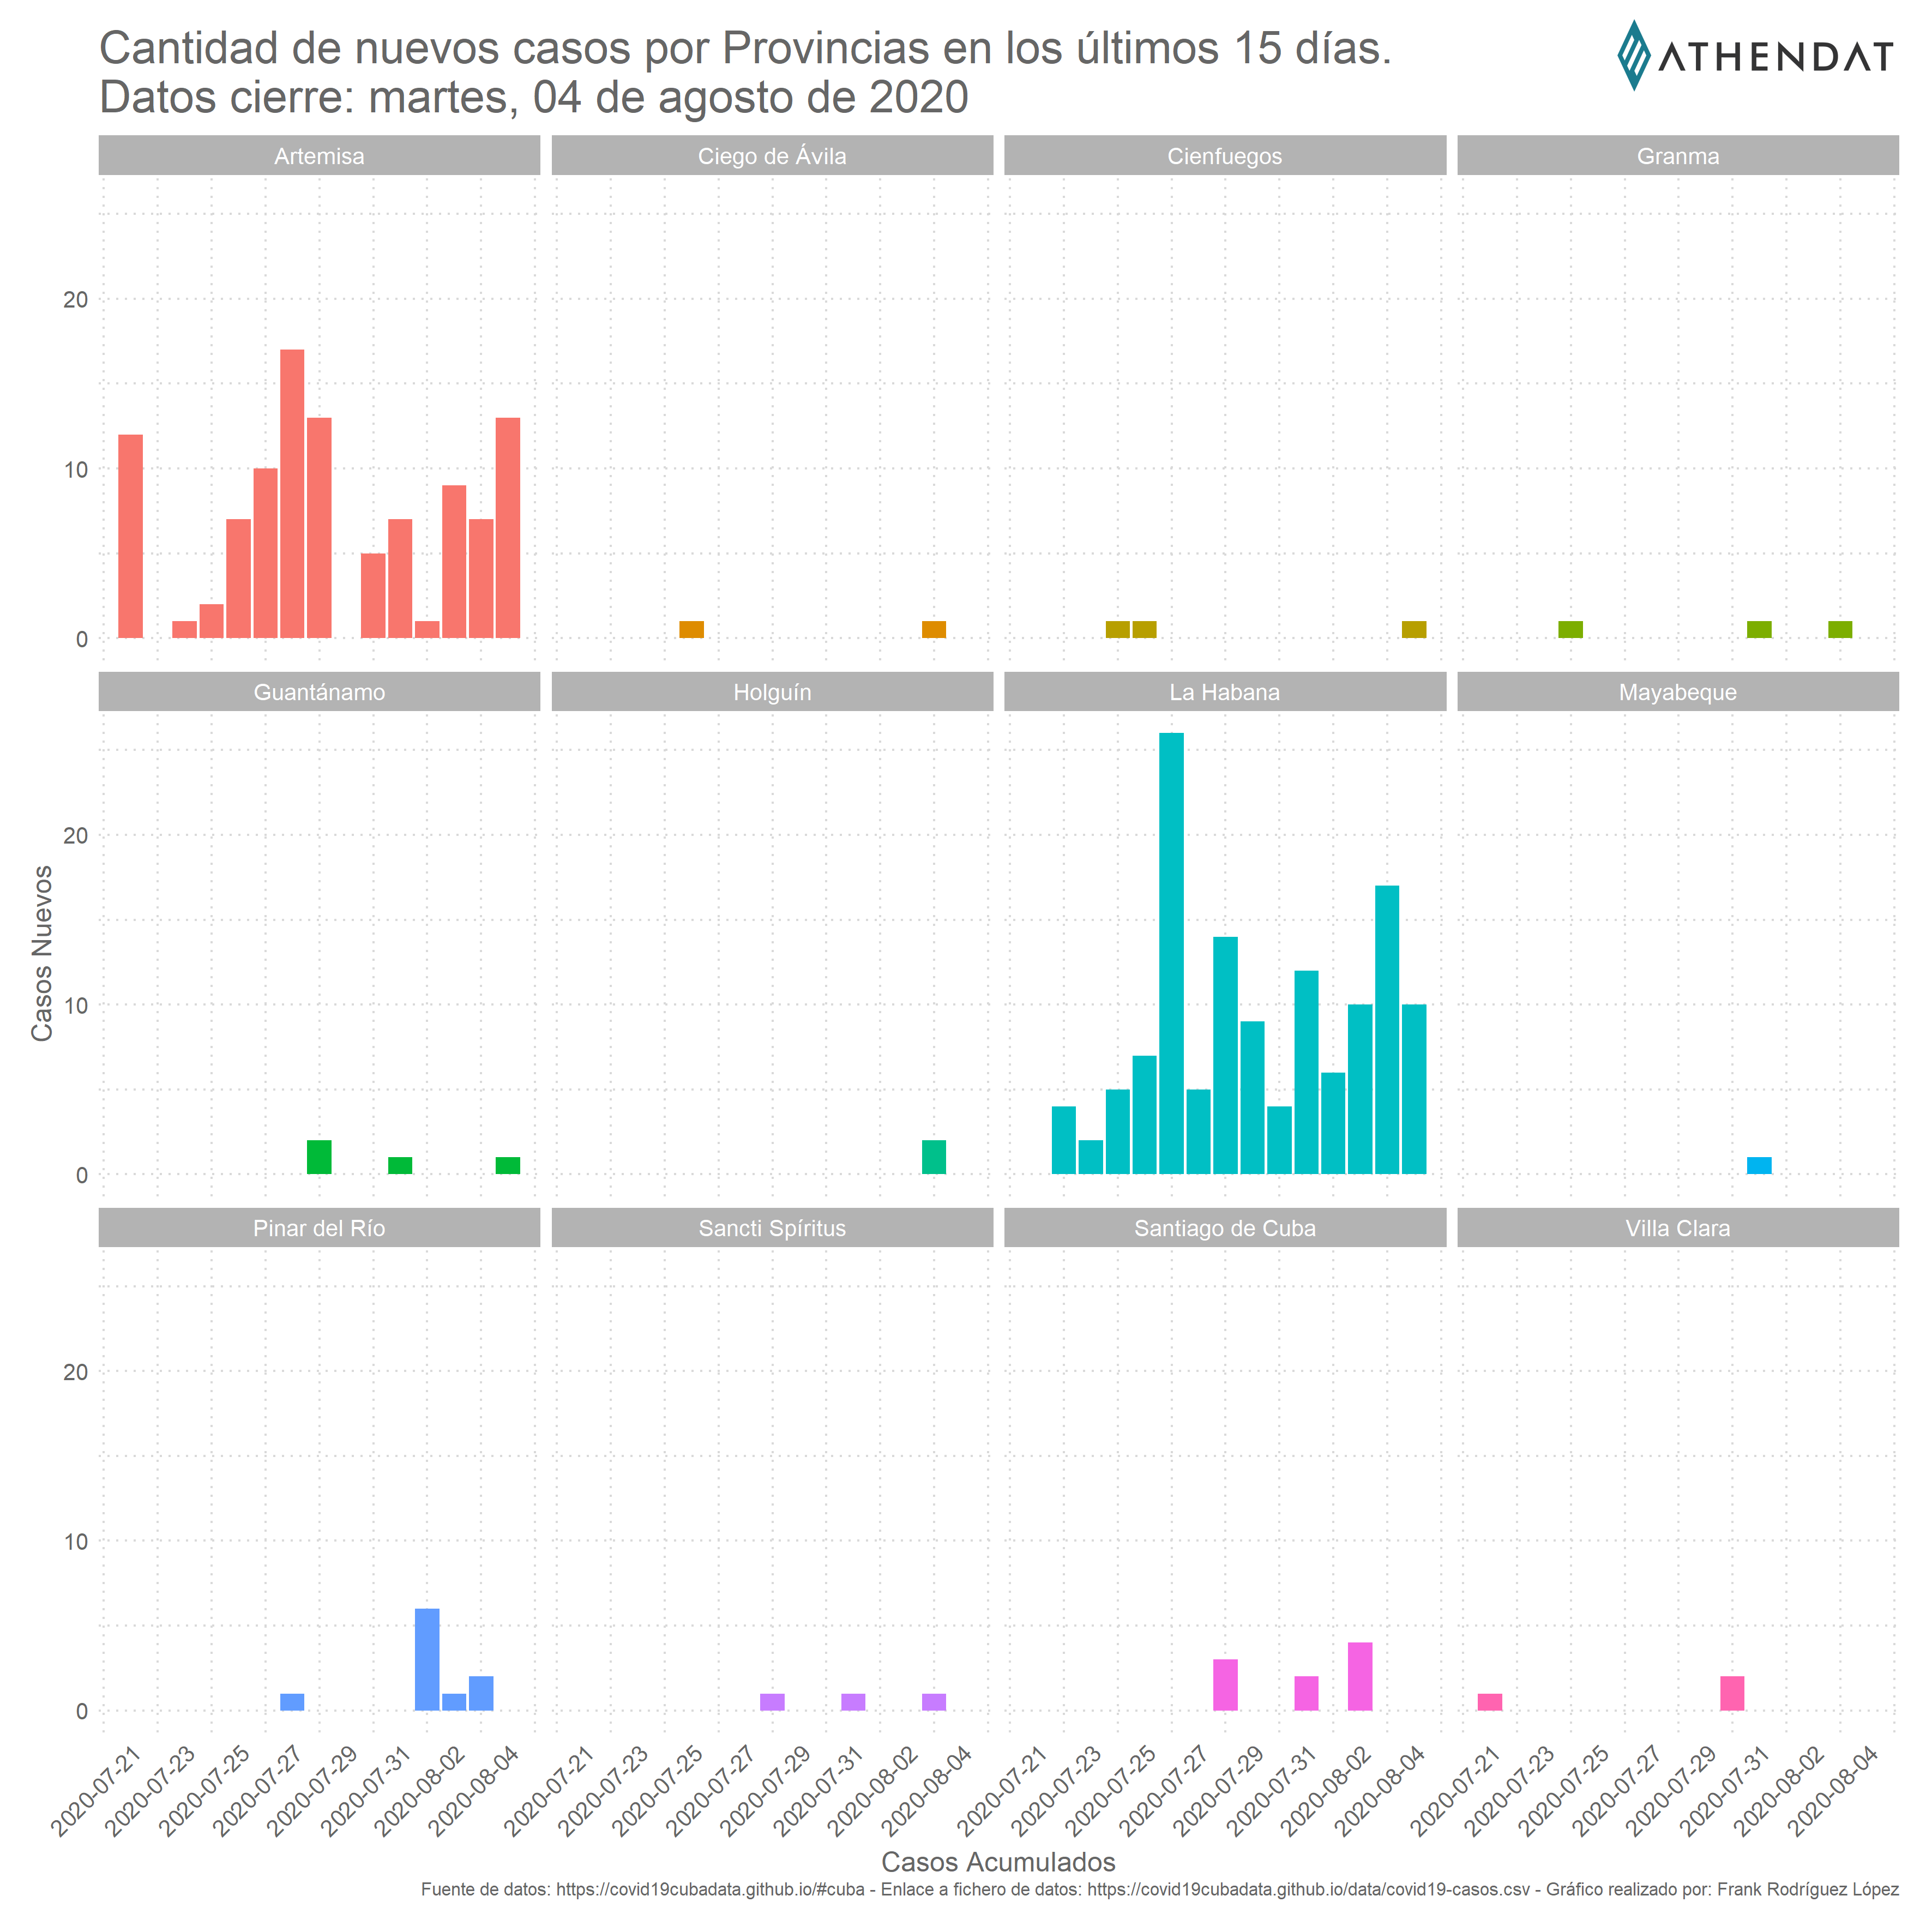 Cantidad de nuevos casos por Provincias en los últimos 15 días.
Datos cierre: martes, 04 de agosto de 2020
ATHENDAT
Artemisa
Ciego de Ávila
Cienfuegos
Granma
20
10
0
Guantánamo
Holguín
La Habana
Mayabeque
20
10
0
Casos Nuevos
Pinar del Río
Sancti Spíritus
Santiago de Cuba
Villa Clara
20
10
0
2020-07-21
2020-07-23
2020-07-25
2020-07-27
2020-07-29
2020-07-31
2020-08-02
2020-08-04
2020-07-21
2020-07-23
2020-07-25
2020-07-27
2020-07-29
2020-07-31
2020-08-02
2020-08-04
2020-07-21
2020-07-23
2020-07-25
2020-07-27
2020-07-29
2020-07-31
2020-08-02
2020-08-04
2020-07-21
2020-07-23
2020-07-25
2020-07-27
2020-07-29
2020-07-31
2020-08-02
2020-08-04
Casos Acumulados
Fuente de datos: https://covid19cubadata.github.io/#cuba - Enlace a fichero de datos: https://covid19cubadata.github.io/data/covid19-casos.csv - Gráfico realizado por: Frank Rodríguez López